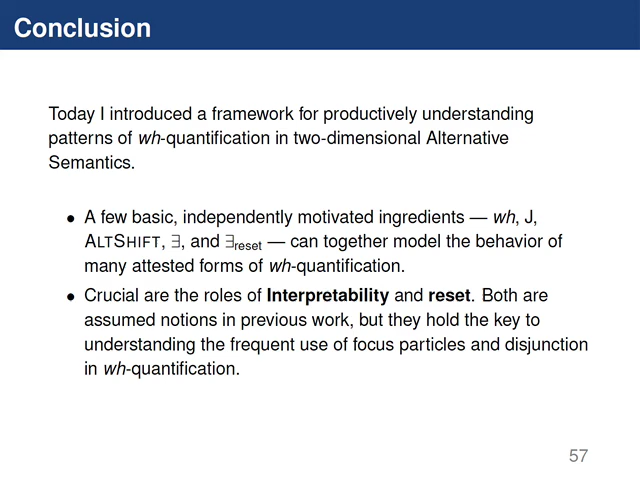 Conclusion
Today I introduced a framework for productively understanding
patterns of wh-quantification in two-dimensional Alternative
Semantics.
• A few basic, independently motivated ingredients — wh, J,
ALTSHIFT, ∃, and ∃reset — can together model the behavior of
many attested forms of wh-quantification.
• Crucial are the roles of Interpretability and reset. Both are
assumed notions in previous work, but they hold the key to
understanding the frequent use of focus particles and disjunction
in wh-quantification.
57